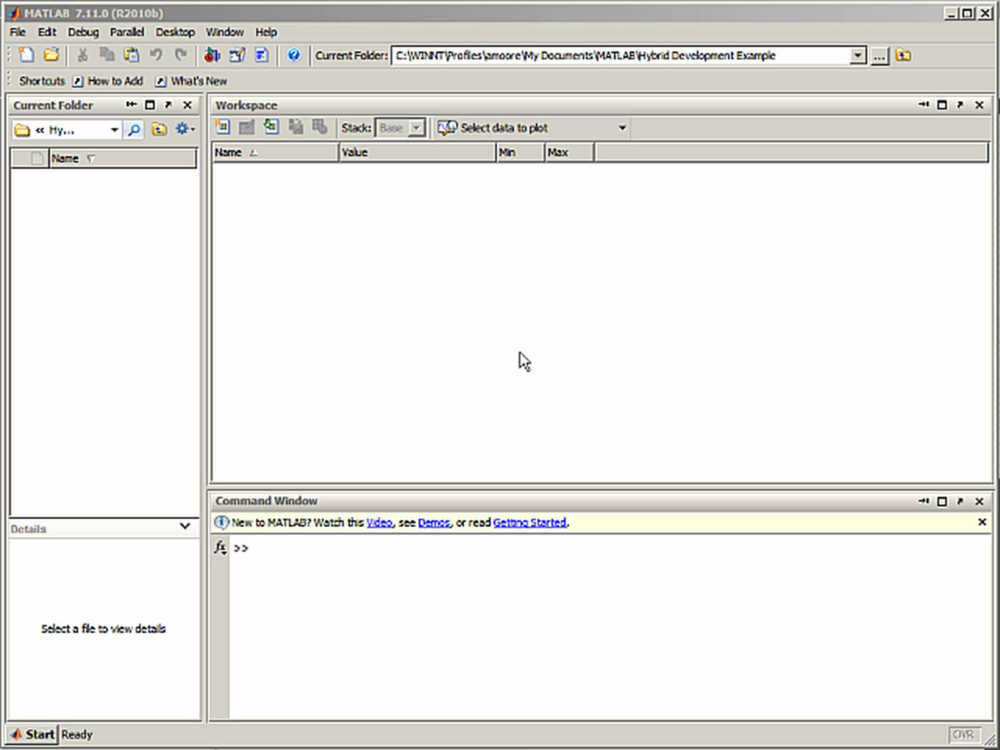 MATLAB 7.11.0 (R2010b)
File Edit Debug Parallel Desktop Window Help
Current Folder: C:\WINNT\Profiles\amoore\My Documents\MATLAB\Hybrid Development Example ...
Shortcuts How to Add What's New
Current Folder
« Hy...
Name
Details
Select a file to view details
Workspace
Stack: Base Select data to plot
Name Value Min Max
Command Window
New to MATLAB? Watch this Video, see Demos, or read Getting Started.
fx >>
Start Ready
OVR